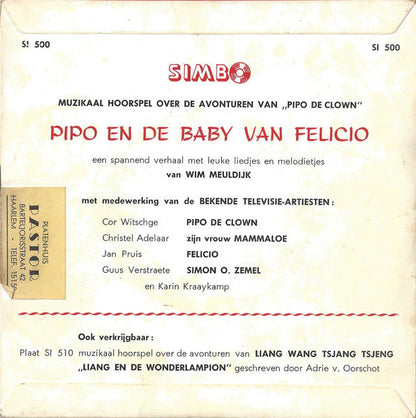 SI 500
SI 500
SIMBO
MUZIKAAL HOORSPEL OVER DE AVONTUREN VAN „PIPO DE CLOWN"
PIPO EN DE BABY VAN FELICIO
een spannend verhaal met leuke liedjes en melodietjes
van WIM MEULDIJK
met medewerking van de BEKENDE TELEVISIE-ARTIESTEN:
Cor Witschge PIPO DE CLOWN
Christel Adelaar zijn vrouw MAMMALOE
Jan Pruis FELICIO
Guus Verstraete SIMON O. ZEMEL
en Karin Kraaykamp
PLATENHUIS
PASTOR
BARTELJORISSTRAAT 42
HAARLEM - TEL. 15159
Ook verkrijgbaar:
Plaat SI 510 muzikaal hoorspel over de avonturen van LIANG WANG TSJANG TSJENG
„LIANG EN DE WONDERLAMPION" geschreven door Adrie v. Oorschot